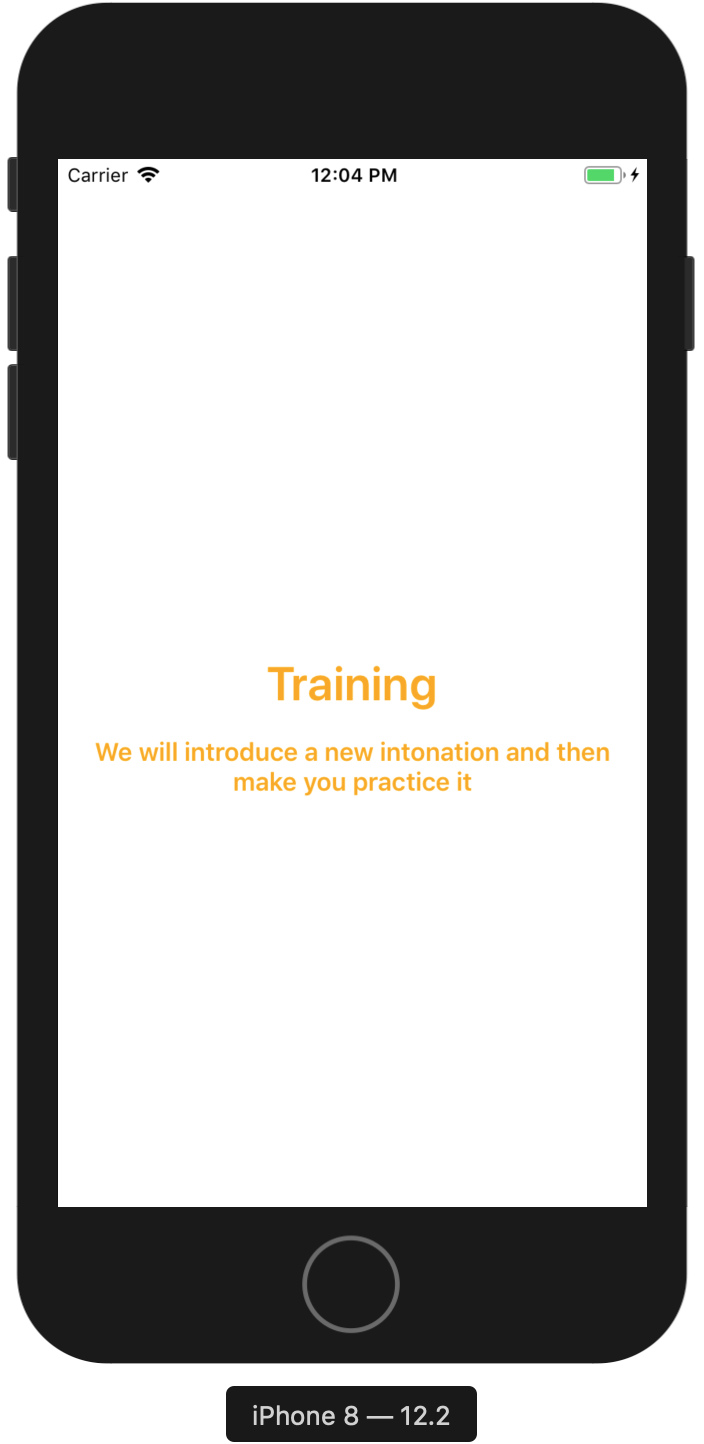 Carrier 12:04 PM
Training
We will introduce a new intonation and then
make you practice it
iPhone 8 — 12.2